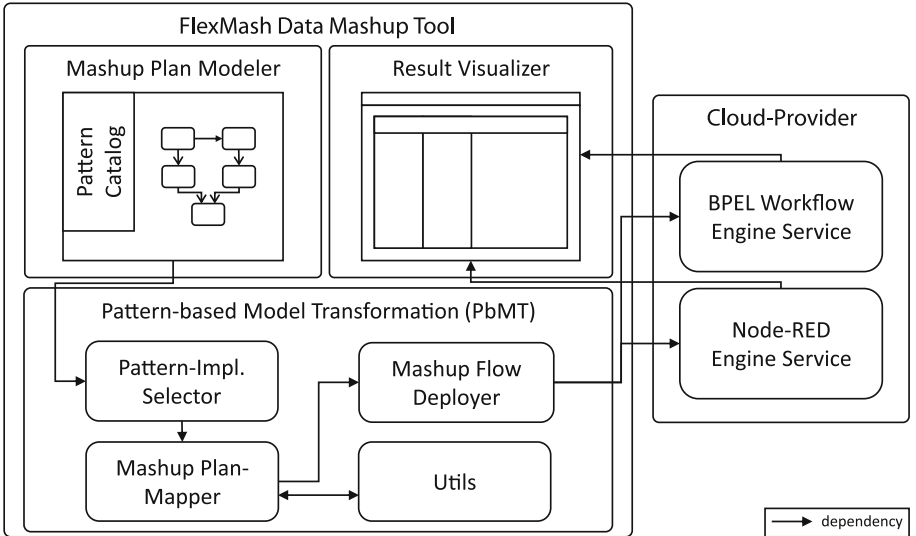 FlexMash Data Mashup Tool
Mashup Plan Modeler
Pattern
Catalog
Result Visualizer
Cloud-Provider
BPEL Workflow
Engine Service
Node-RED
Engine Service
Pattern-based Model Transformation (PbMT)
Pattern-Impl.
Selector
Mashup Flow
Deployer
Mashup Plan-
Mapper
Utils
dependency